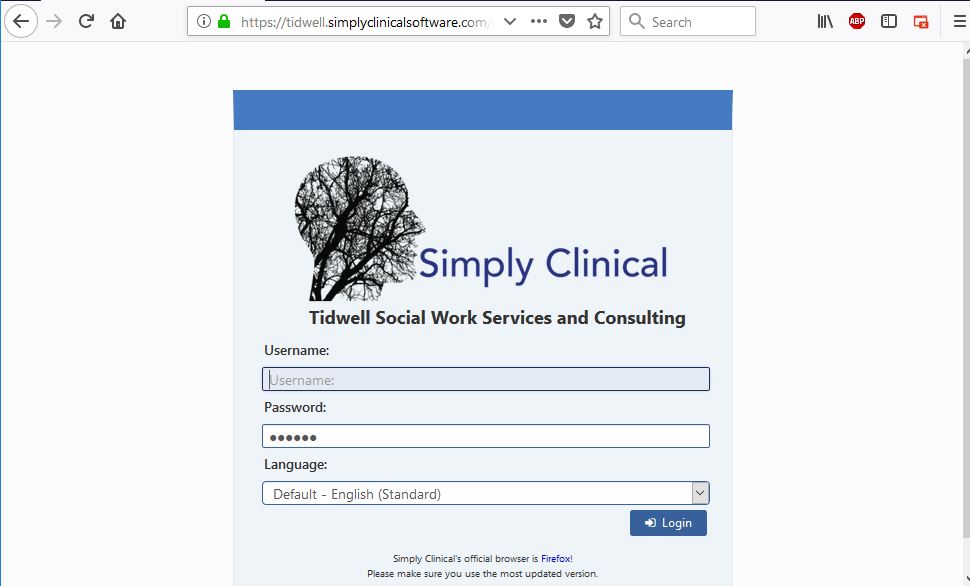 https://tidwell.simplyclinicalsoftware.com/
Search
ABP
Simply Clinical
Tidwell Social Work Services and Consulting
Username:
Username:
Password:
••••••
Language:
Default - English (Standard)
Login
Simply Clinical's official browser is Firefox!
Please make sure you use the most updated version.